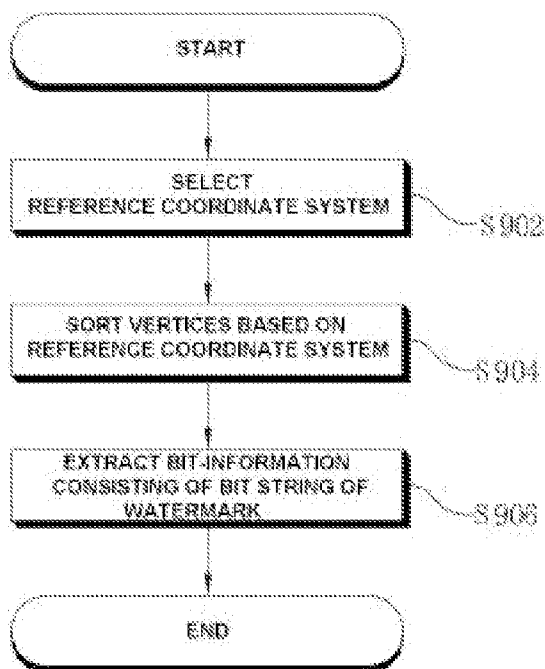 START
SELECT
REFERENCE COORDINATE SYSTEM
S902
SORT VERTICES BASED ON
REFERENCE COORDINATE SYSTEM
S904
EXTRACT BIT-INFORMATION
CONSISTING OF BIT STRING OF
WATERMARK
S906
END